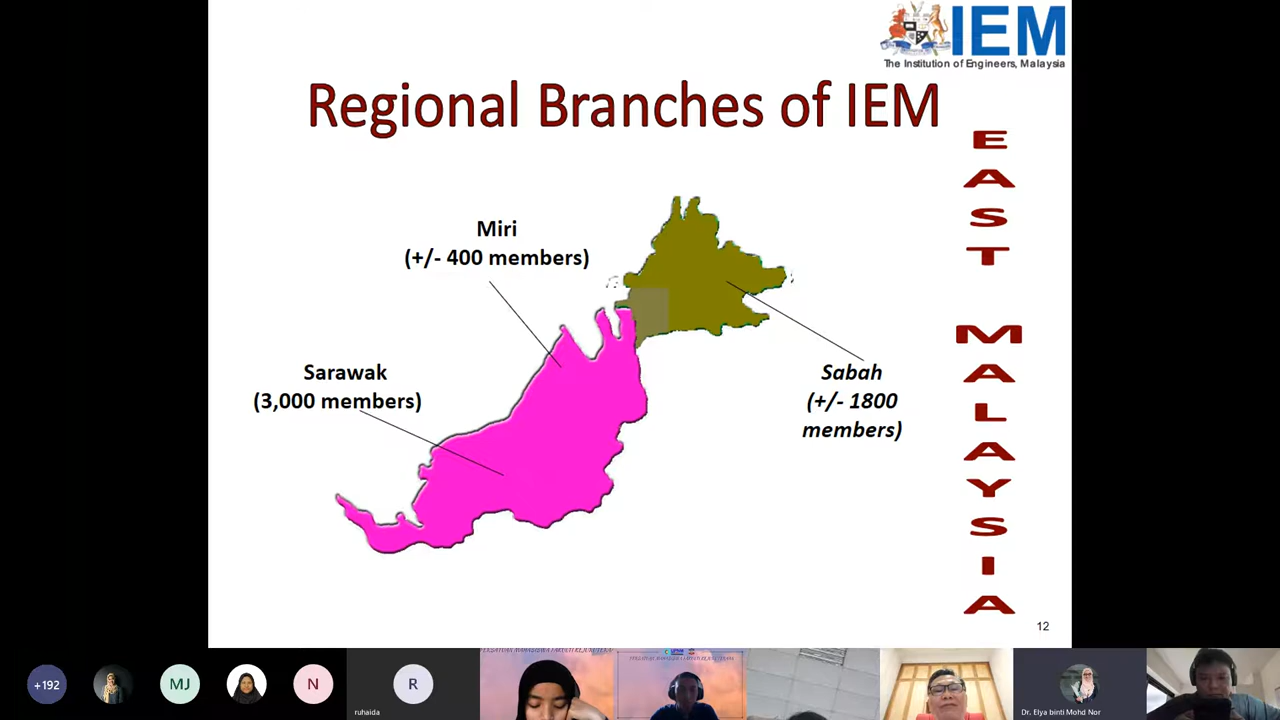 IEM
The Institution of Engineers, Malaysia
Regional Branches of IEM
EAST MALAYSIA
Miri
(+/- 400 members)
Sarawak
(3,000 members)
Sabah
(+/- 1800
members)
12
+192
MJ
N
R
ruhaida
Dr. Elya binti Mohd Nor